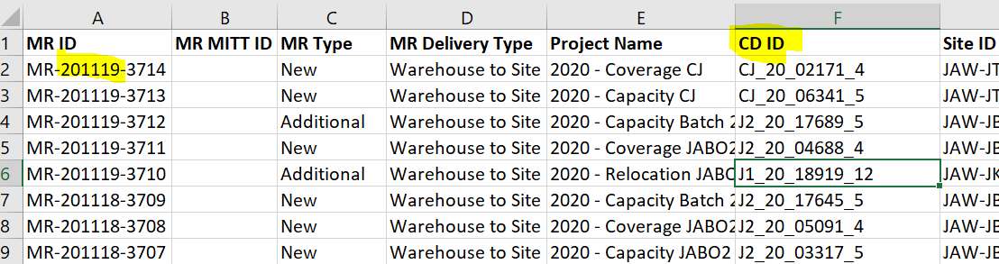 A B C D E F
1 MR ID MR MITT ID MR Type MR Delivery Type Project Name CD ID Site ID
2 MR-201119-3714 New Warehouse to Site 2020 - Coverage CJ CJ_20_02171_4 JAW-JT
3 MR-201119-3713 New Warehouse to Site 2020 - Capacity CJ CJ_20_06341_5 JAW-JT
4 MR-201119-3712 Additional Warehouse to Site 2020 - Capacity Batch 2 J2_20_17689_5 JAW-JB
5 MR-201119-3711 New Warehouse to Site 2020 - Coverage JABO2 J2_20_04688_4 JAW-JB
6 MR-201119-3710 Additional Warehouse to Site 2020 - Relocation JABO J1_20_18919_12 JAW-JK
7 MR-201118-3709 New Warehouse to Site 2020 - Capacity Batch 2 J2_20_17645_5 JAW-JB
8 MR-201118-3708 New Warehouse to Site 2020 - Coverage JABO2 J2_20_05091_4 JAW-JB
9 MR-201118-3707 New Warehouse to Site 2020 - Capacity JABO2 J2_20_03317_5 JAW-JB